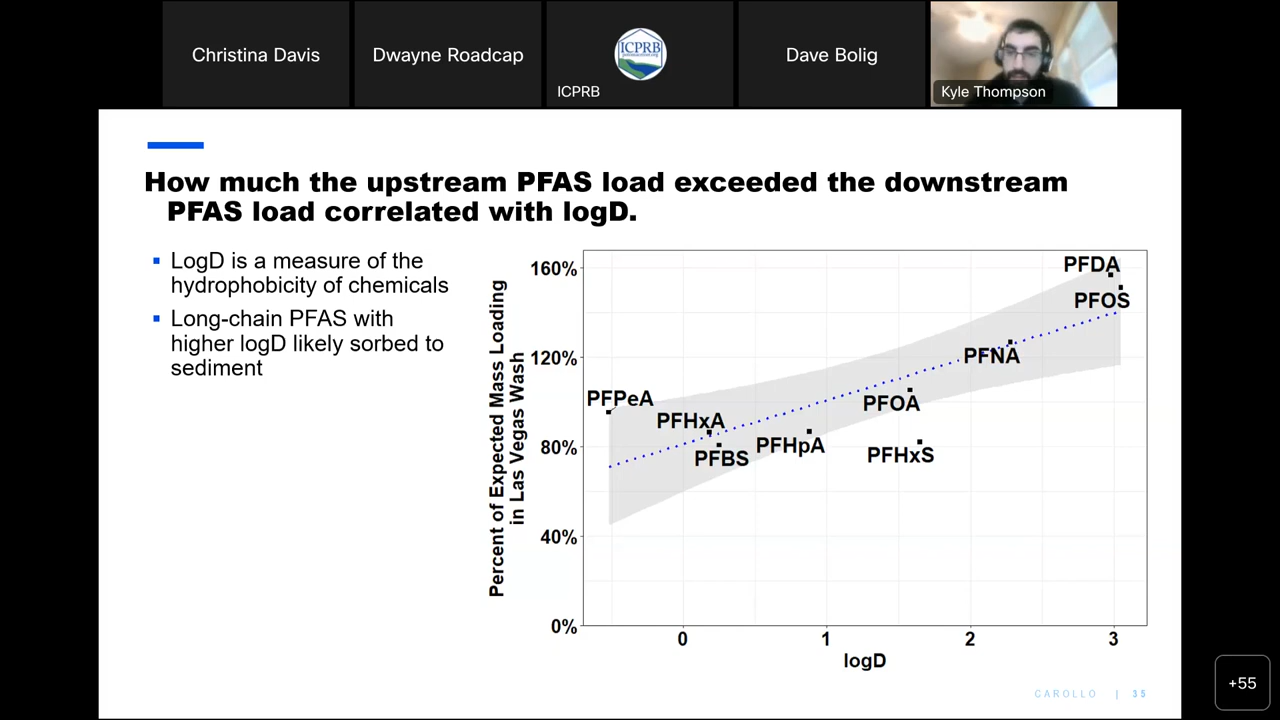 Christina Davis
Dwayne Roadcap
ICPRB
ICPRB
Dave Bolig
Kyle Thompson
How much the upstream PFAS load exceeded the downstream
PFAS load correlated with logD.
LogD is a measure of the
hydrophobicity of chemicals
Long-chain PFAS with
higher logD likely sorbed to
sediment
Percent of Expected Mass Loading
in Las Vegas Wash
160%
120%
80%
40%
0%
PFDA
PFOS
PFNA
PFPeA
PFOA
PFHxA
PFHpA
PFBS
PFHxS
0
1
2
3
logD
CAROLLO | 35
+55